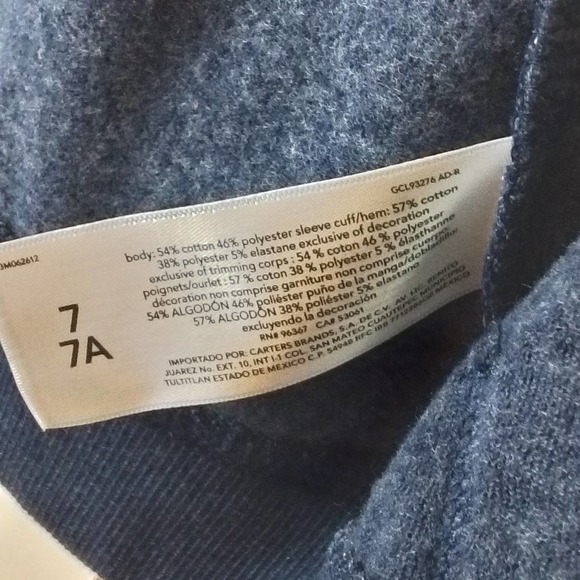 GCL93276 AD-R
JM062612
7
7A
body: 54% cotton 46% polyester sleeve cuff/hem: 57% cotton
38% polyester 5% elastane exclusive of decoration
exclusive of trimming corps : 54 % coton 46 % polyester
poignets/ourlet : 57 % coton 38 % polyester 5 % élasthanne
décoration non comprise garniture non comprise cuerpo:
54% ALGODÓN 46% poliéster puño de la manga/dobladillo:
57% ALGODÓN 38% poliéster 5% elastano
excluyendo la decoración
RN# 96367 CA# 53061
IMPORTADO POR: CARTERS BRANDS, S.A. DE C.V. AV. LIC. BENITO
JUAREZ No. EXT. 10, INT I-1 COL. SAN MATEO CUAUTEPEC MUNICIPIO
TULTITLAN ESTADO DE MEXICO C.P. 54948 RFC